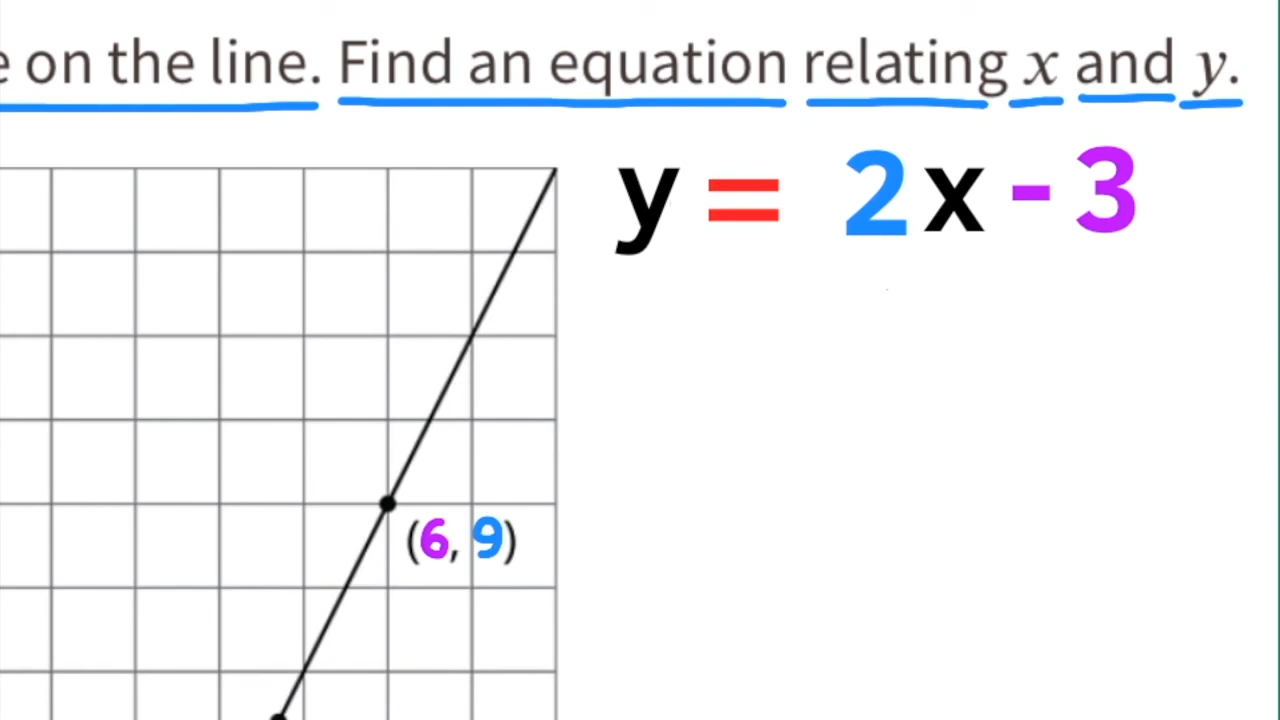 e on the line. Find an equation relating x and y.
y = 2x - 3
(6, 9)